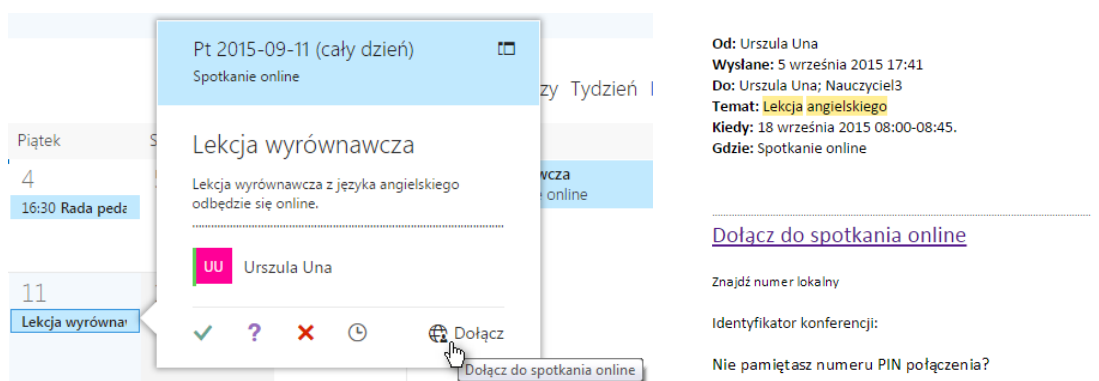 Pt 2015-09-11 (cały dzień)
Spotkanie online
zy Tydzień
Piątek
S
Lekcja wyrównawcza
4
16:30 Rada peda
Lekcja wyrównawcza z języka angielskiego
odbędzie się online.
wcza
online
UU Urszula Una
11
Lekcja wyrówna
Dołącz
Dołącz do spotkania online
Od: Urszula Una
Wysłane: 5 września 2015 17:41
Do: Urszula Una; Nauczyciel3
Temat: Lekcja angielskiego
Kiedy: 18 września 2015 08:00-08:45.
Gdzie: Spotkanie online
Dołącz do spotkania online
Znajdź numer lokalny
Identyfikator konferencji:
Nie pamiętasz numeru PIN połączenia?